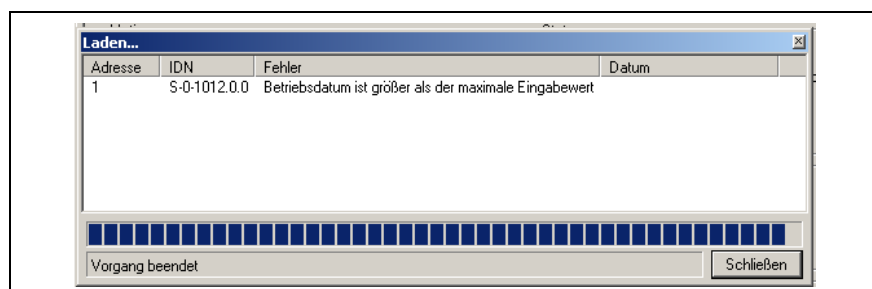 Laden...
Adresse IDN Fehler Datum
1 S-0-1012.0.0 Betriebsdatum ist größer als der maximale Eingabewert
Vorgang beendet Schließen